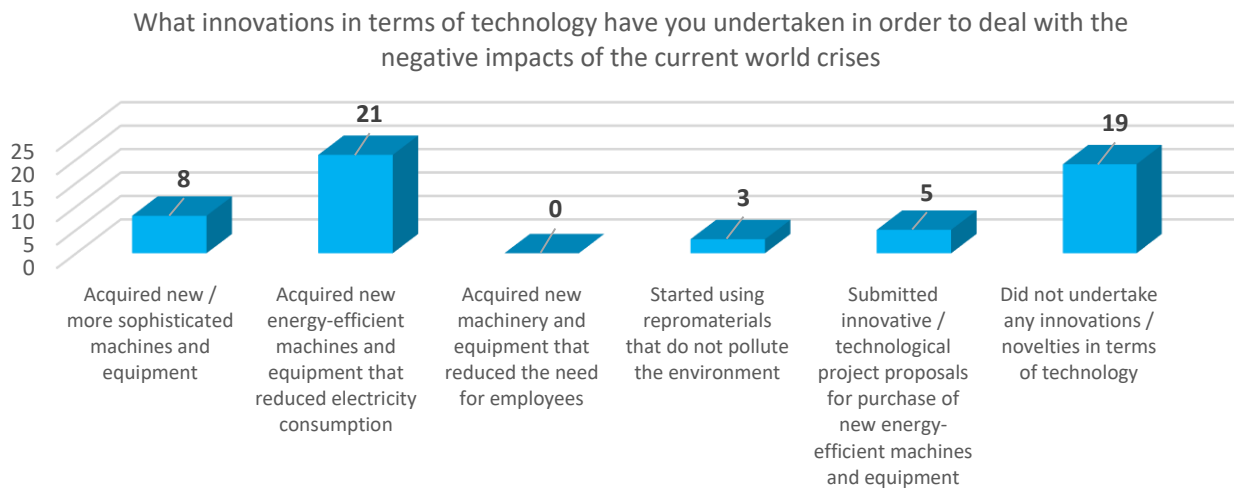 What innovations in terms of technology have you undertaken in order to deal with the
negative impacts of the current world crises
25
20
15
10
5
0
8
21
0
3
5
19
Acquired new /
more sophisticated
machines and
equipment
Acquired new
energy-efficient
machines and
equipment that
reduced electricity
consumption
Acquired new
machinery and
equipment that
reduced the need
for employees
Started using
repromaterials
that do not pollute
the environment
Submitted
innovative /
technological
project proposals
for purchase of
new energy-
efficient machines
and equipment
Did not undertake
any innovations /
novelties in terms
of technology